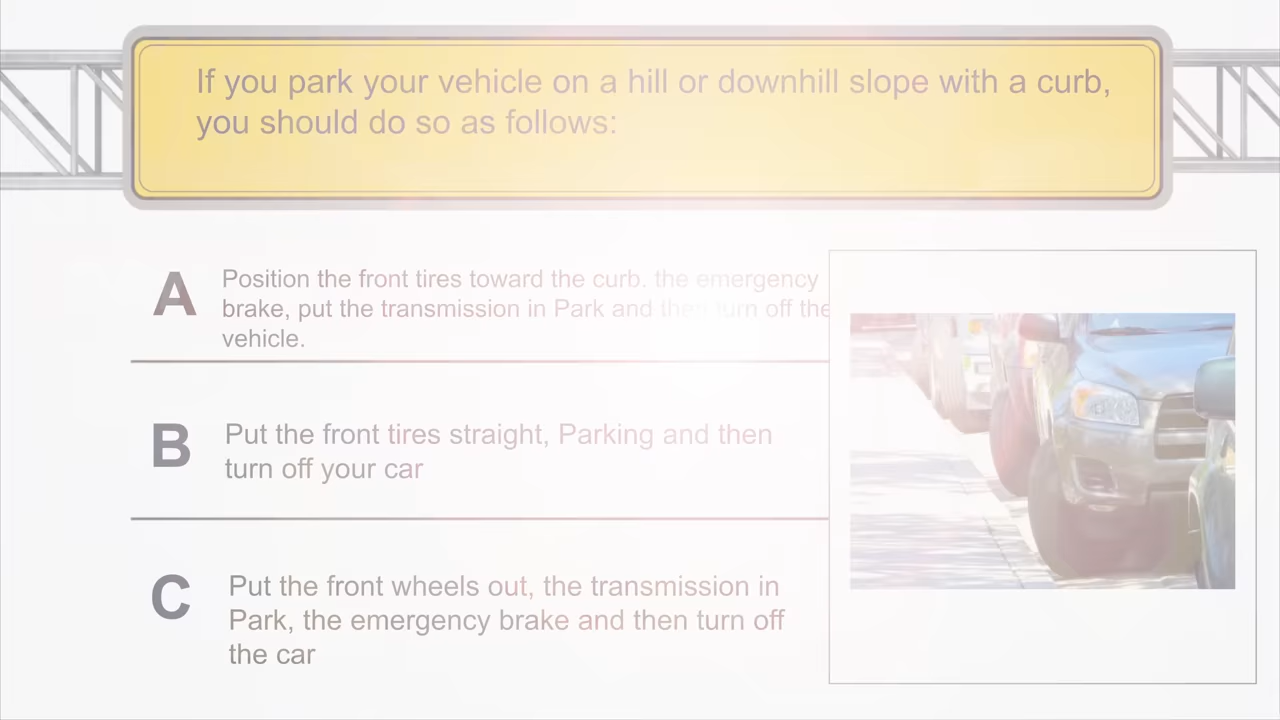 If you park your vehicle on a hill or downhill slope with a curb,
you should do so as follows:
A
Position the front tires toward the curb. the emergency
brake, put the transmission in Park and then turn off the
vehicle.
B
Put the front tires straight, Parking and then
turn off your car
C
Put the front wheels out, the transmission in
Park, the emergency brake and then turn off
the car